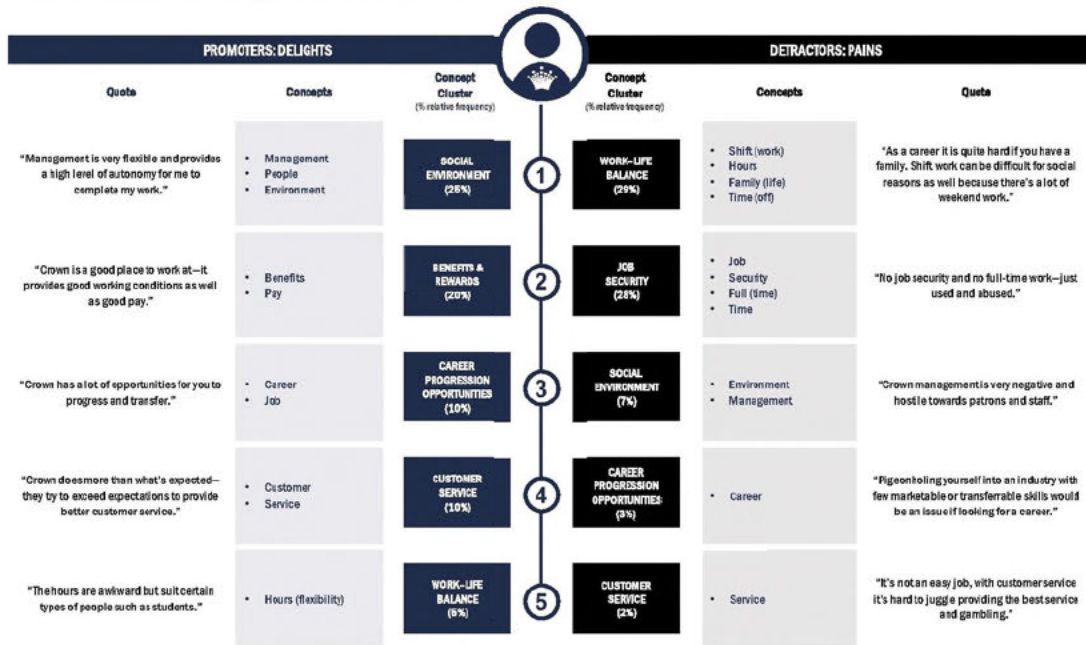 PROMOTERS: DELIGHTS
DETRACTORS: PAINS
Quote
Concepts
Concept
Cluster
(% relative frequency)
Concept
Cluster
(% relative frequency)
Concepts
Quote
"Management is very flexible and provides
a high level of autonomy for me to
complete my work."
• Management
• People
• Environment
SOCIAL
ENVIRONMENT
(25%)
1
WORK–LIFE
BALANCE
(29%)
• Shift (work)
• Hours
• Family (life)
• Time (off)
"As a career it is quite hard if you have a
family. Shift work can be difficult for social
reasons as well because there's a lot of
weekend work."
"Crown is a good place to work at—it
provides good working conditions as well
as good pay."
• Benefits
• Pay
BENEFITS &
REWARDS
(20%)
2
JOB
SECURITY
(28%)
• Job
• Security
• Full (time)
• Time
"No job security and no full-time work—just
used and abused."
"Crown has a lot of opportunities for you to
progress and transfer."
• Career
• Job
CAREER
PROGRESSION
OPPORTUNITIES
(10%)
3
SOCIAL
ENVIRONMENT
(7%)
• Environment
• Management
"Crown management is very negative and
hostile towards patrons and staff."
"Crown does more than what's expected—
they try to exceed expectations to provide
better customer service."
• Customer
• Service
CUSTOMER
SERVICE
(10%)
4
CAREER
PROGRESSION
OPPORTUNITIES
(3%)
• Career
"Pigeonholing yourself into an industry with
few marketable or transferrable skills would
be an issue if looking for a career."
"The hours are awkward but suit certain
types of people such as students."
• Hours (flexibility)
WORK–LIFE
BALANCE
5
CUSTOMER
SERVICE
(2%)
• Service
"It's not an easy job, with customer service
it's hard to juggle providing the best service
and gambling."